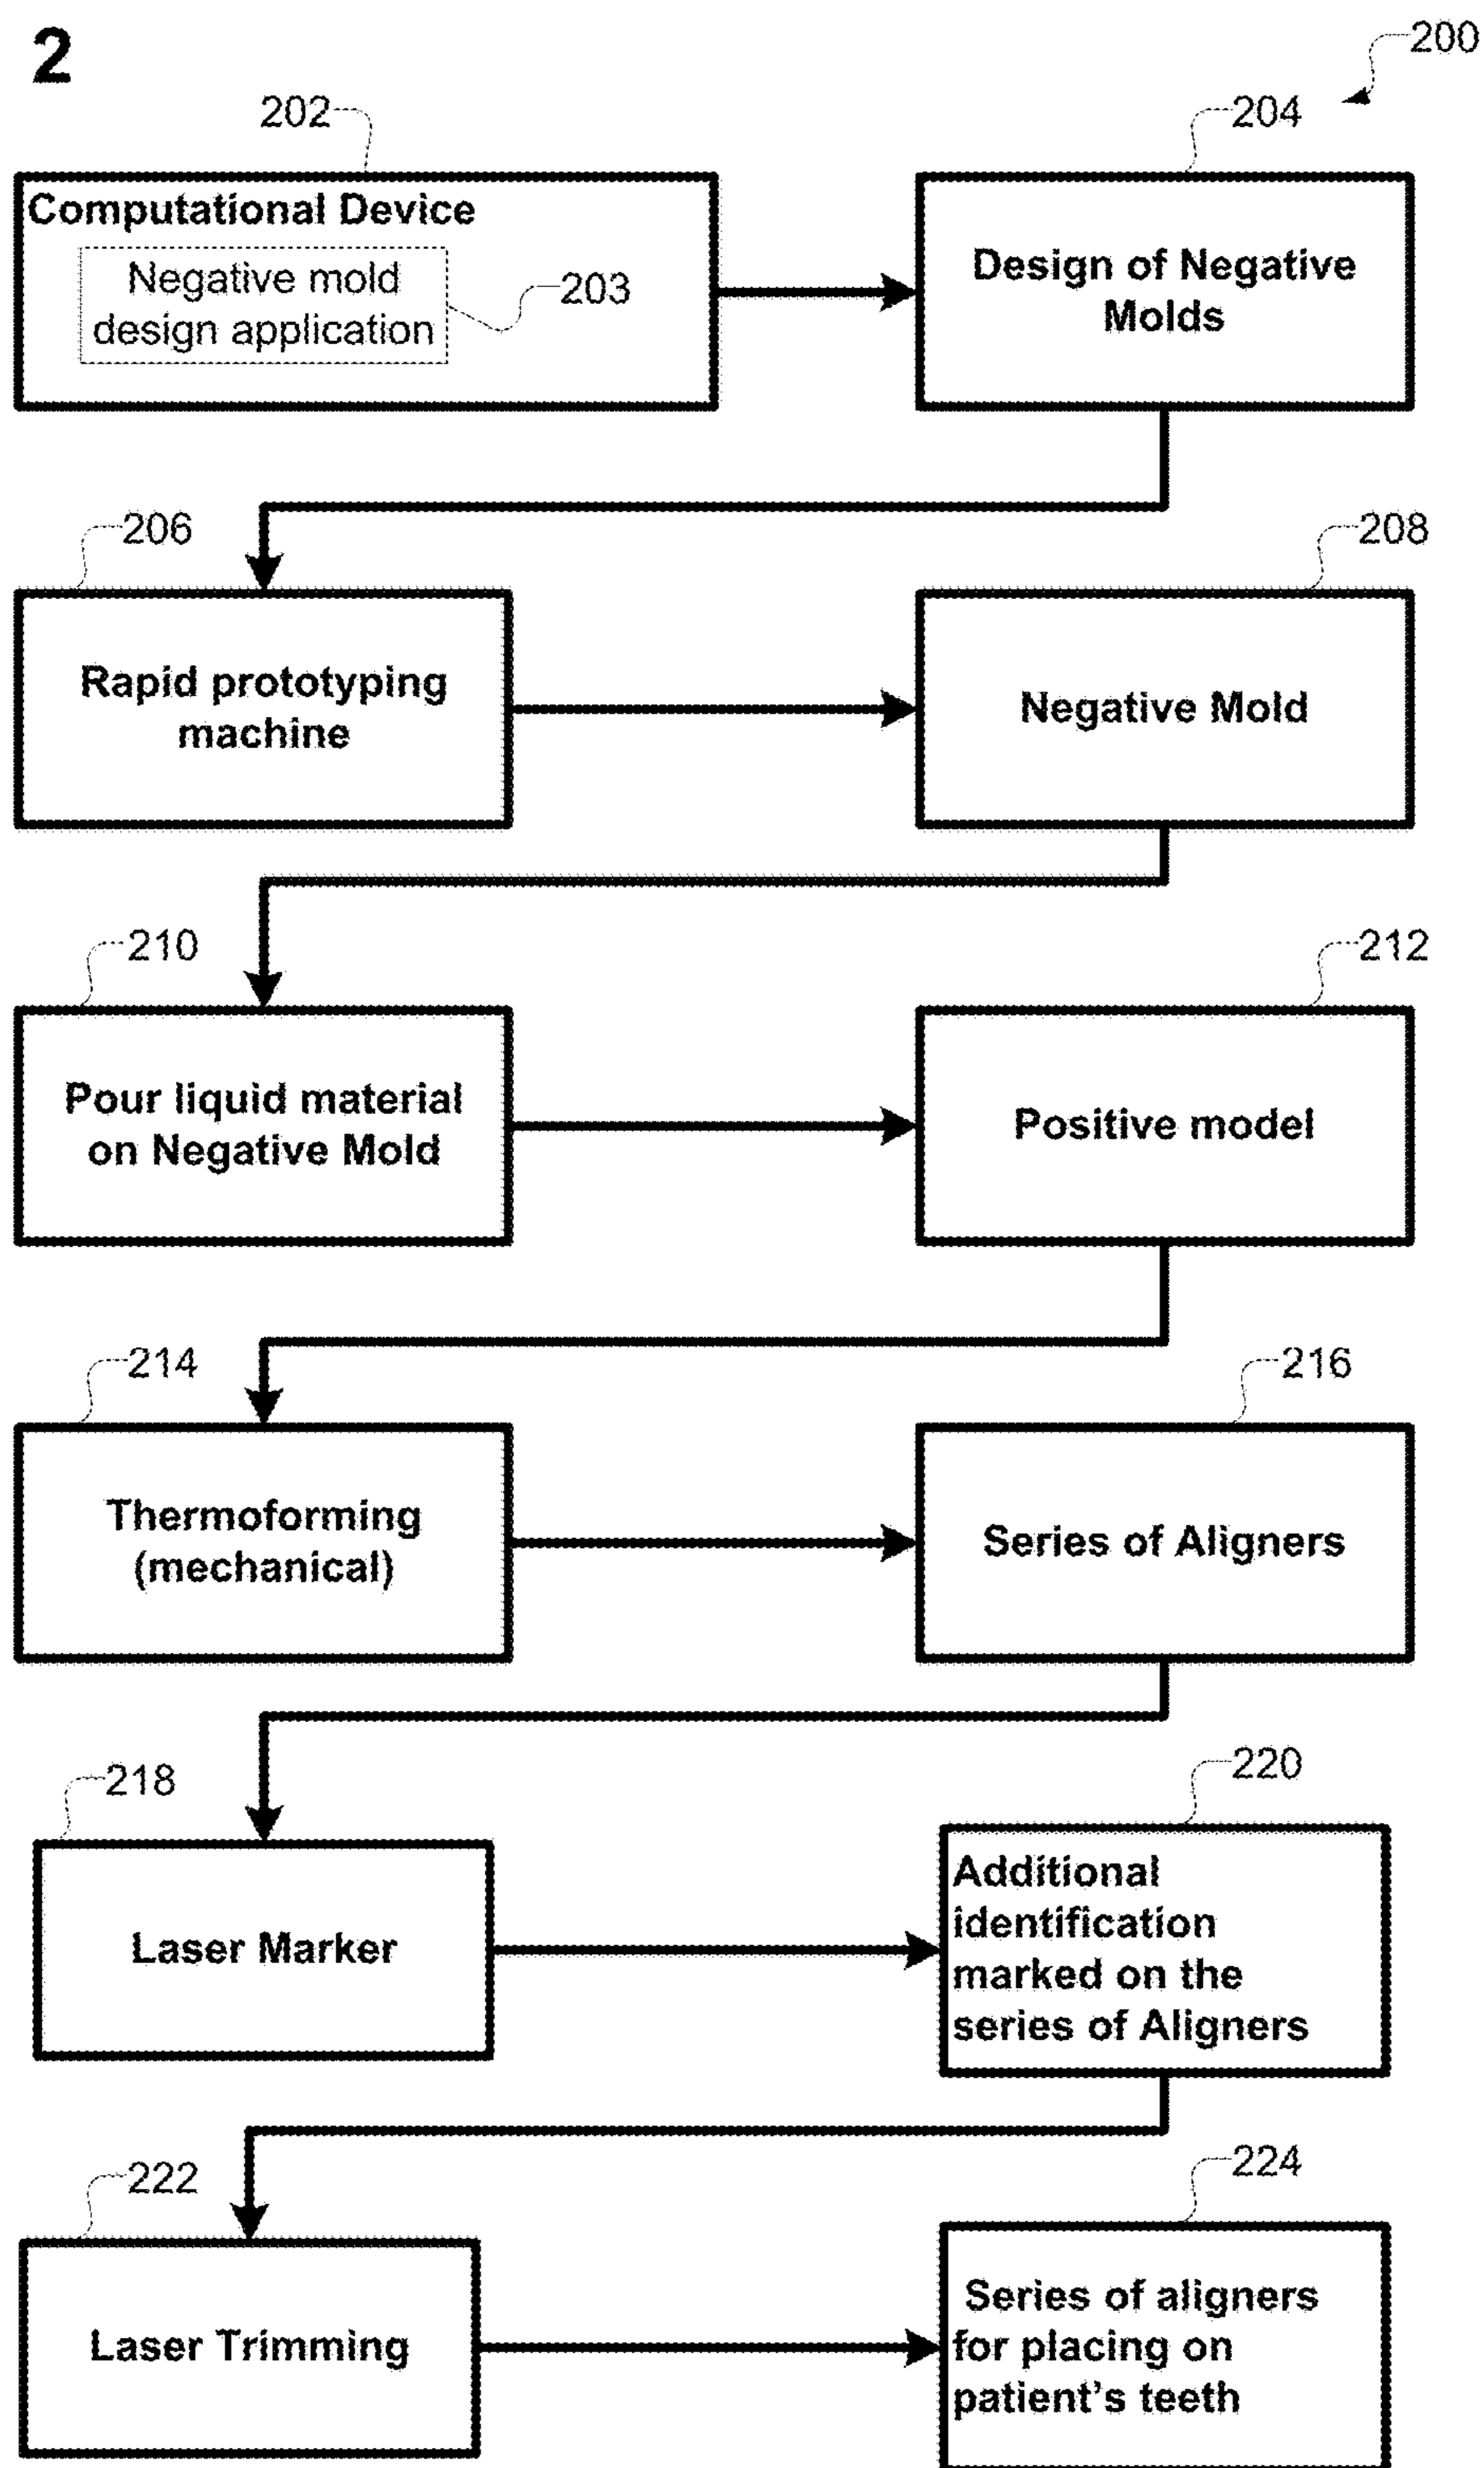 2
200
202
204
Computational Device
Negative mold
design application
203
Design of Negative
Molds
206
208
Rapid prototyping
machine
Negative Mold
210
212
Pour liquid material
on Negative Mold
Positive model
214
216
Thermoforming
(mechanical)
Series of Aligners
218
220
Laser Marker
Additional
identification
marked on the
series of Aligners
222
224
Laser Trimming
Series of aligners
for placing on
patient's teeth